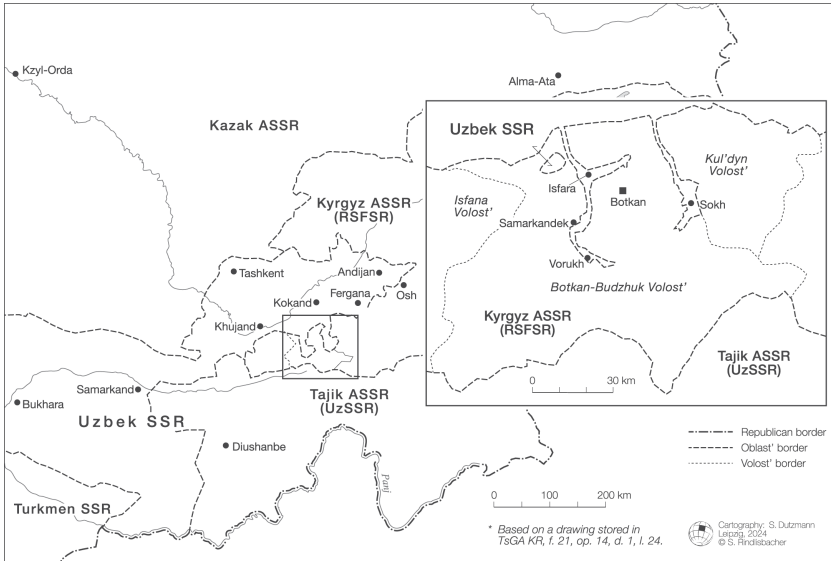 Kzyl-Orda
Alma-Ata
Kazak ASSR
Kyrgyz ASSR
(RSFSR)
Tashkent
Andijan
Osh
Fergana
Kokand
Khujand
Samarkand
Bukhara
Uzbek SSR
Tajik ASSR
(UzSSR)
Diushanbe
Turkmen SSR
Panj
Uzbek SSR
Kul'dyn
Volost'
Isfana
Volost'
Isfara
Botkan
Sokh
Samarkandek
Vorukh
Botkan-Budzhuk Volost'
Kyrgyz ASSR
(RSFSR)
Tajik ASSR
(UzSSR)
0 30 km
Republican border
Oblast' border
Volost' border
0 100 200 km
* Based on a drawing stored in
TsGA KR, f. 21, op. 14, d. 1, l. 24.
Cartography: S. Dutzmann
Leipzig, 2024
© S. Rindlisbacher